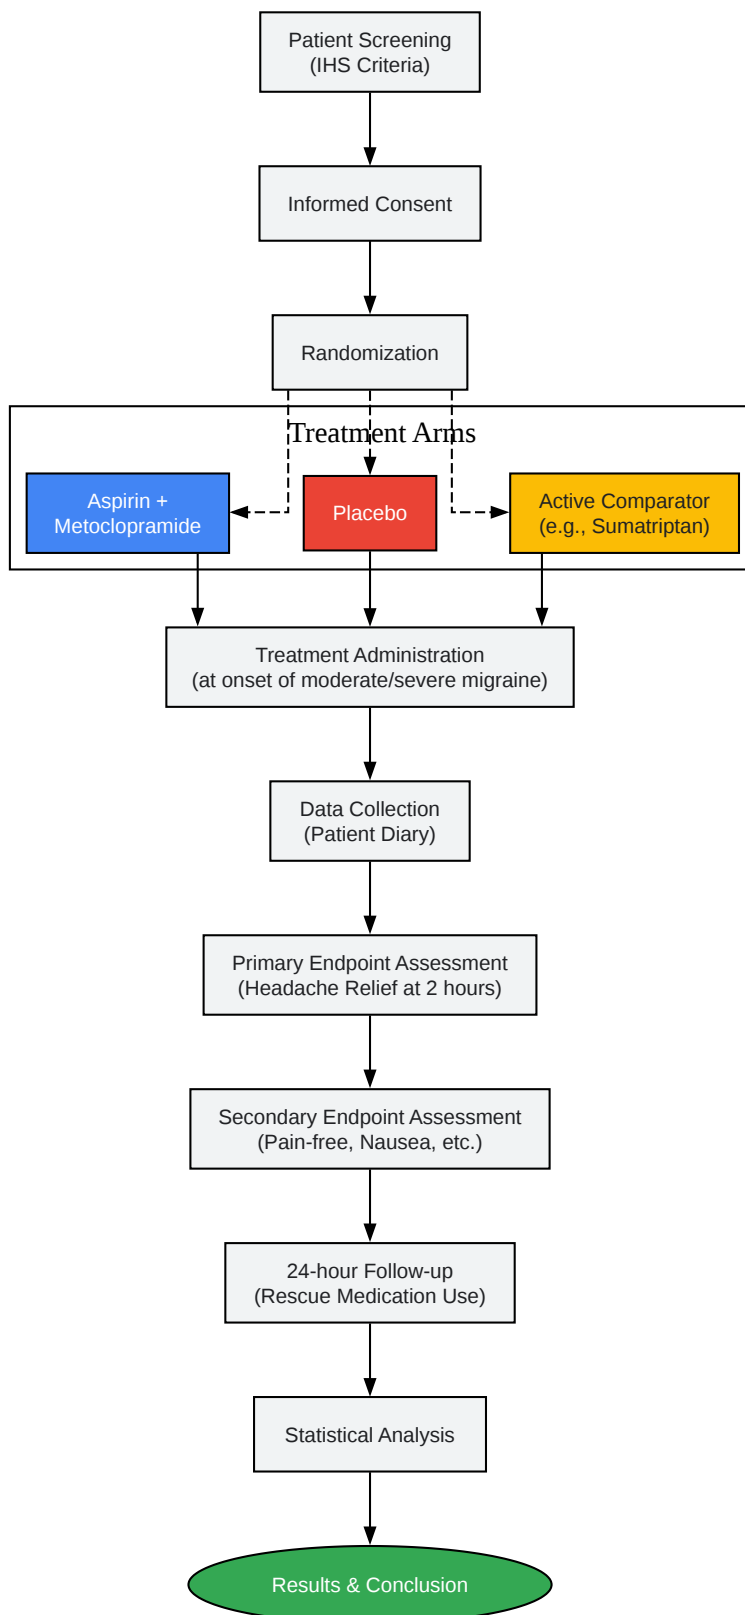 Patient Screening
(IHS Criteria)
Informed Consent
Randomization
Treatment Arms
Aspirin +
Metoclopramide
Placebo
Active Comparator
(e.g., Sumatriptan)
Treatment Administration
(at onset of moderate/severe migraine)
Data Collection
(Patient Diary)
Primary Endpoint Assessment
(Headache Relief at 2 hours)
Secondary Endpoint Assessment
(Pain-free, Nausea, etc.)
24-hour Follow-up
(Rescue Medication Use)
Statistical Analysis
Results & Conclusion